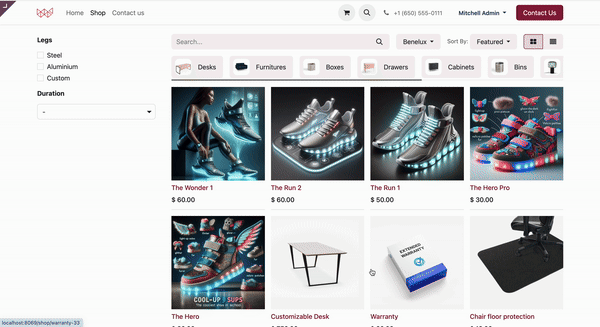 Home Shop Contact us
+1 (650) 555-0111
Mitchell Admin
Contact Us
Legs
Steel
Aluminium
Custom
Duration
-
Search...
Benelux
Sort By: Featured
Desks
Furnitures
Boxes
Drawers
Cabinets
Bins
The Wonder 1
$ 60.00
The Run 2
$ 60.00
The Run 1
$ 50.00
The Hero Pro
$ 30.00
COOL-UP
SUPS
EXTENDED
WARRANTY
The Hero
Customizable Desk
Warranty
Chair floor protection
localhost:8069/shop/warranty-33